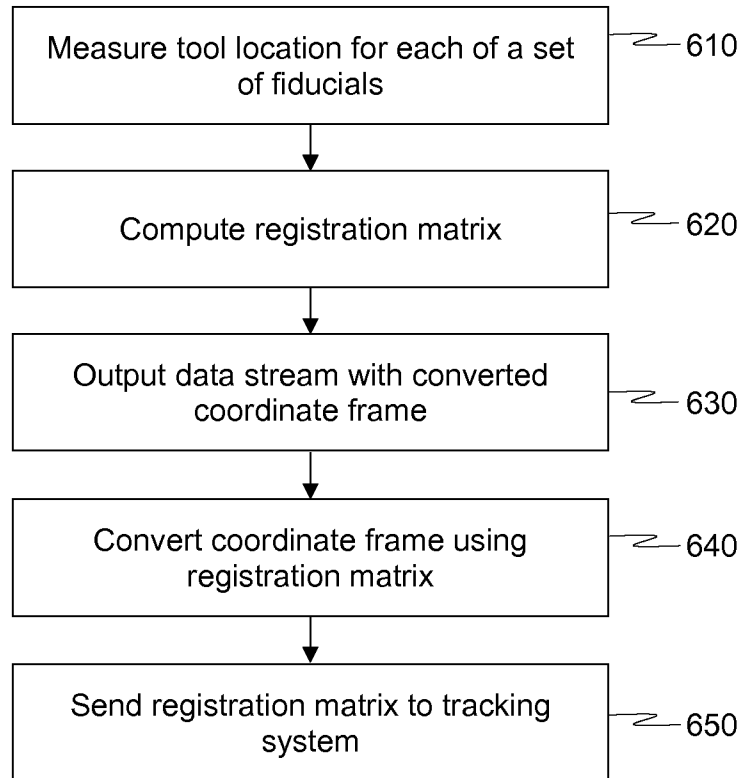 Measure tool location for each of a set
of fiducials
610
Compute registration matrix
620
Output data stream with converted
coordinate frame
630
Convert coordinate frame using
registration matrix
640
Send registration matrix to tracking
system
650